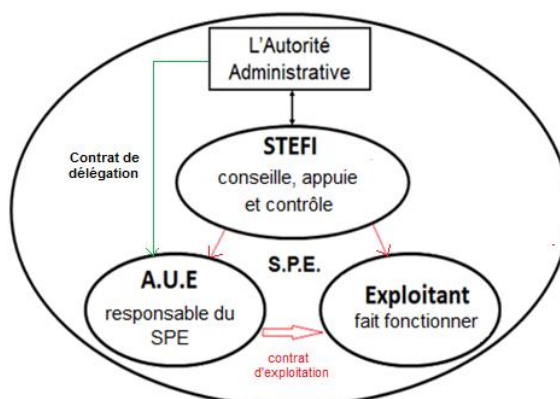 L'Autorité
Administrative
Contrat de
délégation
STEFI
conseille, appuie
et contrôle
S.P.E.
A.U.E
responsable du
SPE
Exploitant
fait fonctionner
contrat
d'exploitation